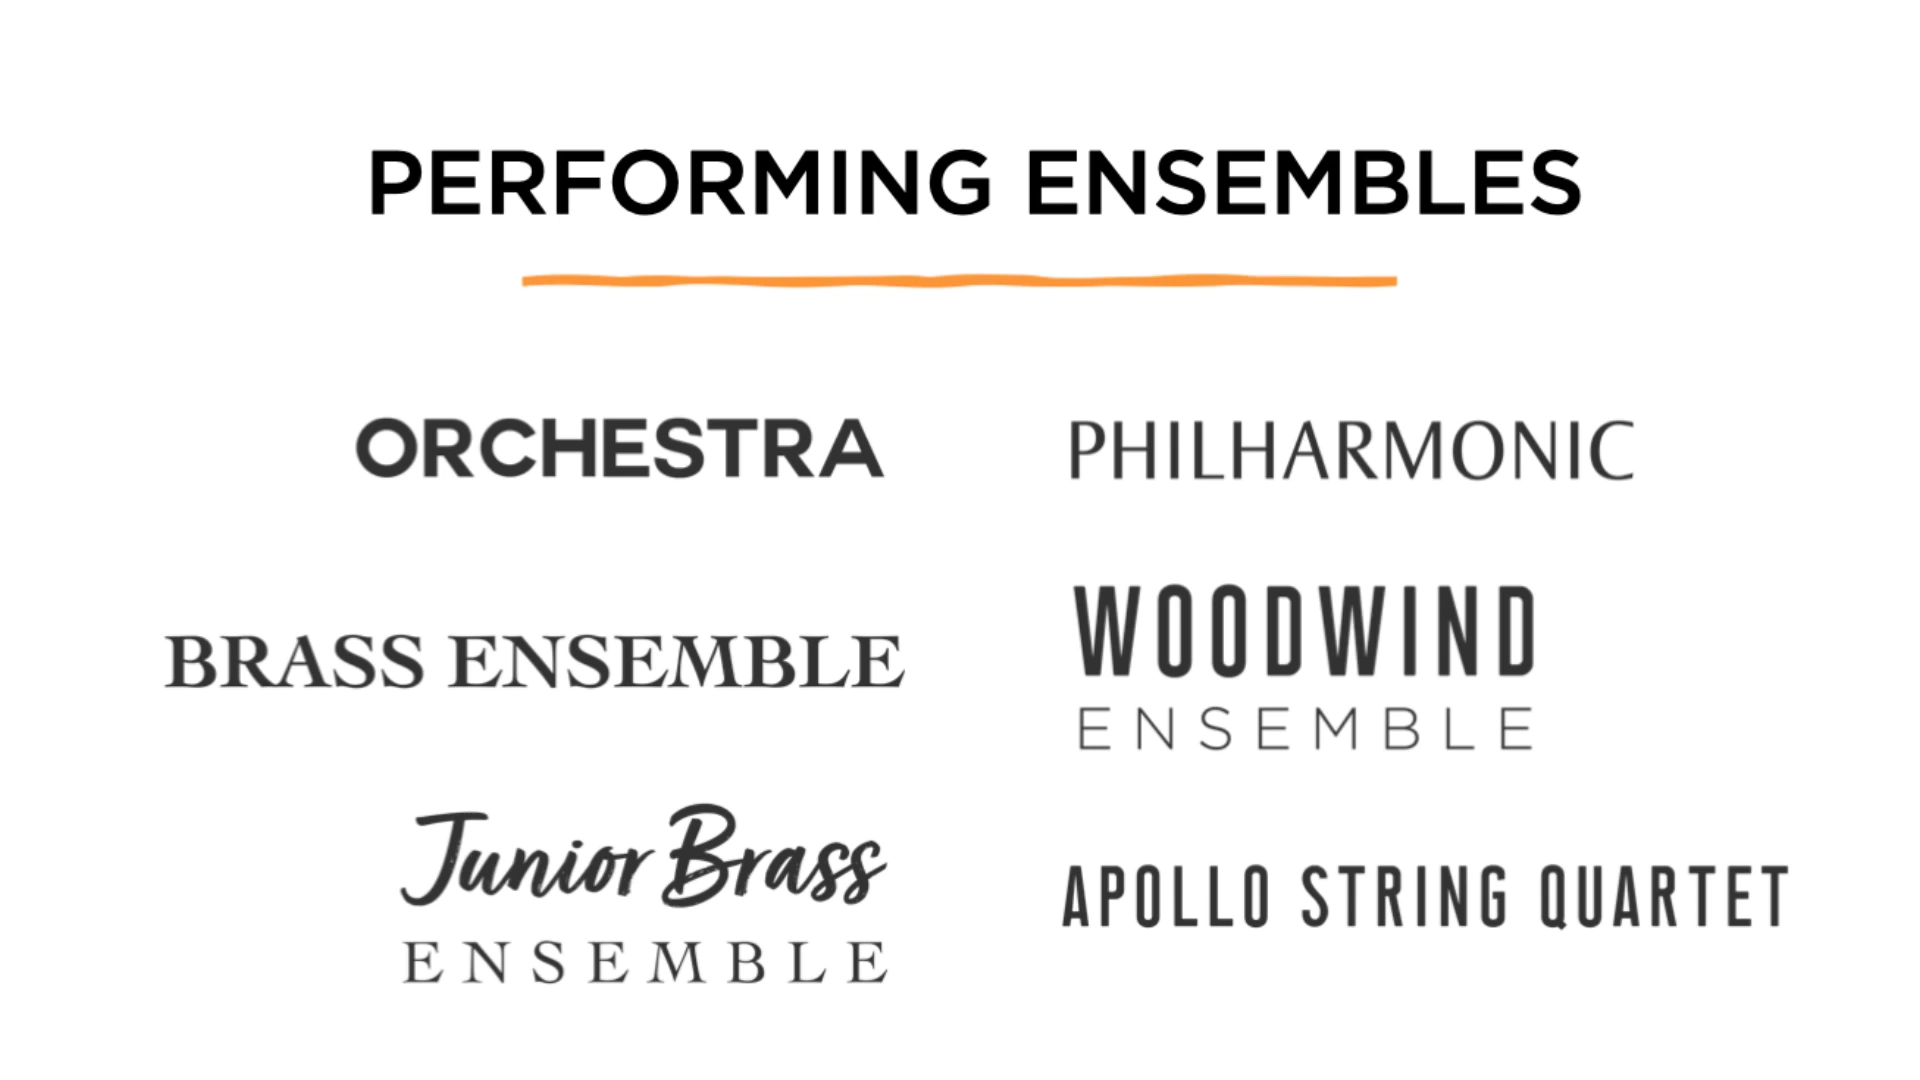 PERFORMING ENSEMBLES
ORCHESTRA
PHILHARMONIC
BRASS ENSEMBLE
WOODWIND
ENSEMBLE
Junior Brass
ENSEMBLE
APOLLO STRING QUARTET